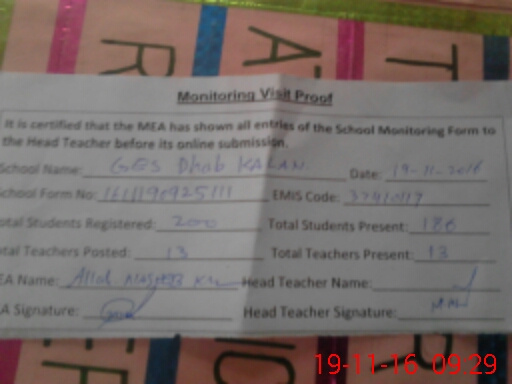 R A T
Monitoring Visit Proof
It is certified that the MEA has shown all entries of the School Monitoring Form to
the Head Teacher before its online submission.
School Name: GES Dhab KALAN. Date: 19-11-2016
School Form No: EMIS Code:
Total Students Registered: 200 Total Students Present: 186
Total Teachers Posted: 13 Total Teachers Present: 13
MEA Name: Head Teacher Name:
MEA Signature: Head Teacher Signature:
19-11-16 09:29